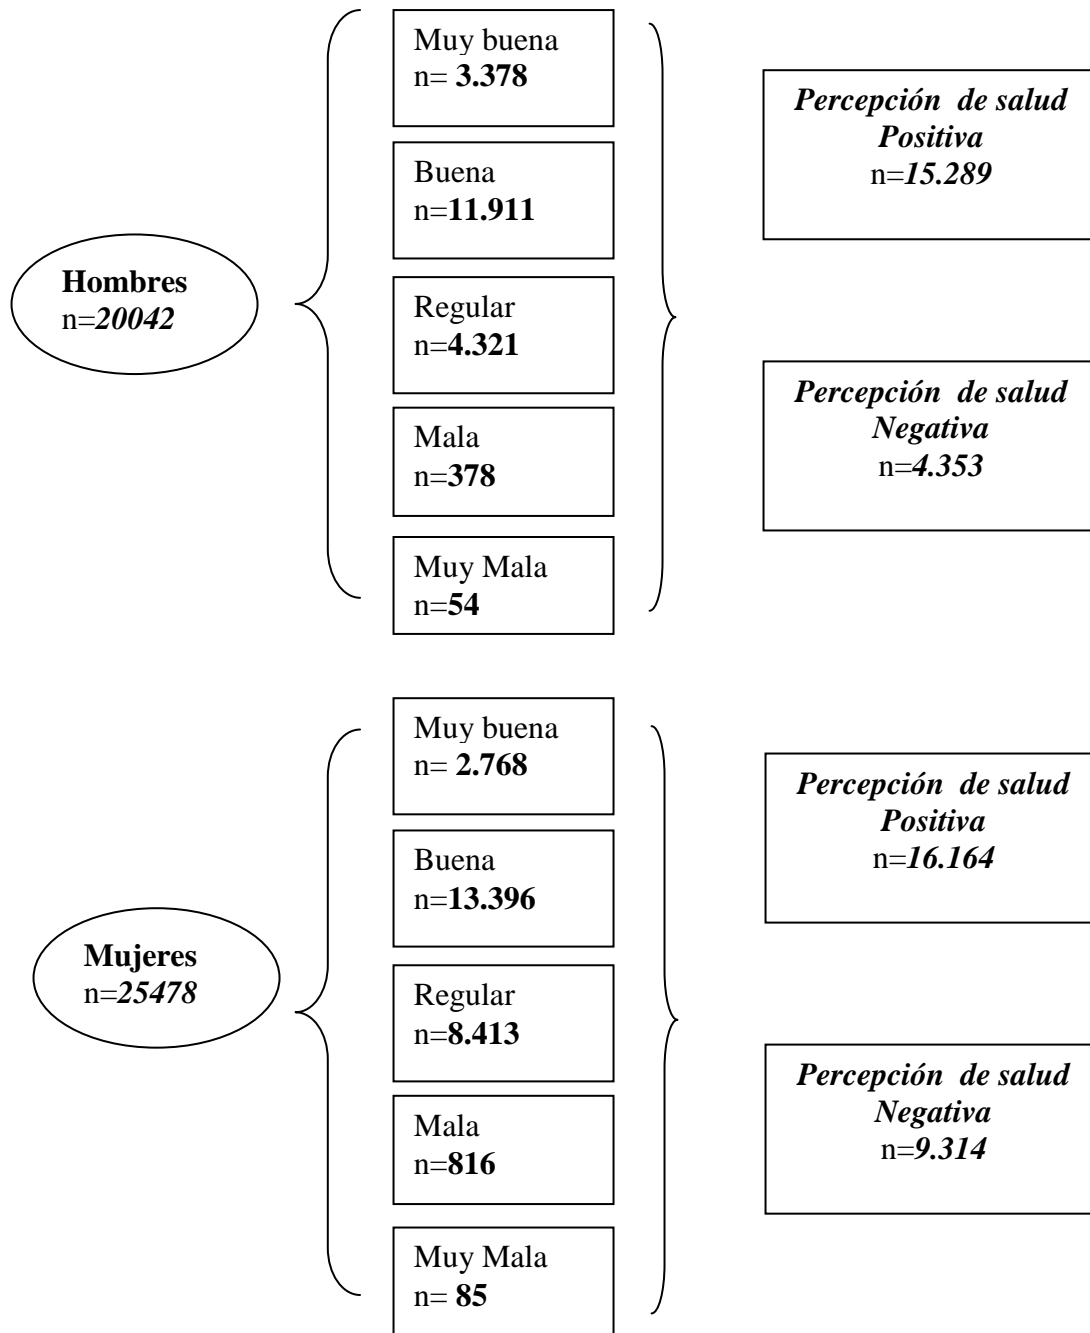 Hombres
n=20042
Muy buena
n= 3.378
Buena
n=11.911
Regular
n=4.321
Mala
n=378
Muy Mala
n=54
Percepción de salud
Positiva
n=15.289
Percepción de salud
Negativa
n=4.353
Mujeres
n=25478
Muy buena
n= 2.768
Buena
n=13.396
Regular
n=8.413
Mala
n=816
Muy Mala
n= 85
Percepción de salud
Positiva
n=16.164
Percepción de salud
Negativa
n=9.314